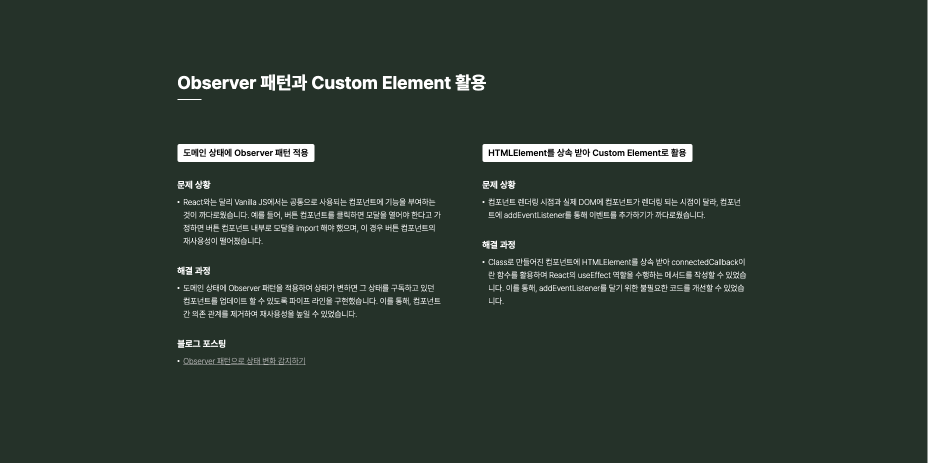 Observer 패턴과 Custom Element 활용
도메인 상태에 Observer 패턴 적용
문제 상황
• React와는 달리 Vanilla JS에서는 공통으로 사용되는 컴포넌트에 기능을 부여하는
것이 까다로웠습니다. 예를 들어, 버튼 컴포넌트를 클릭하면 모달을 열어야 한다고 가
정하면 버튼 컴포넌트 내부로 모달을 import 해야 했으며, 이 경우 버튼 컴포넌트의
재사용성이 떨어졌습니다.
해결 과정
• 도메인 상태에 Observer 패턴을 적용하여 상태가 변하면 그 상태를 구독하고 있던
컴포넌트를 업데이트 할 수 있도록 파이프 라인을 구현했습니다. 이를 통해, 컴포넌트
간 의존 관계를 제거하여 재사용성을 높일 수 있었습니다.
블로그 포스팅
• Observer 패턴으로 상태 변화 감지하기
HTMLElement를 상속 받아 Custom Element로 활용
문제 상황
• 컴포넌트 렌더링 시점과 실제 DOM에 컴포넌트가 렌더링 되는 시점이 달라, 컴포넌
트에 addEventListener를 통해 이벤트를 추가하기가 까다로웠습니다.
해결 과정
• Class로 만들어진 컴포넌트에 HTMLElement를 상속 받아 connectedCallback이
란 함수를 활용하여 React의 useEffect 역할을 수행하는 메서드를 작성할 수 있었습
니다. 이를 통해, addEventListener를 달기 위한 불필요한 코드를 개선할 수 있었습
니다.